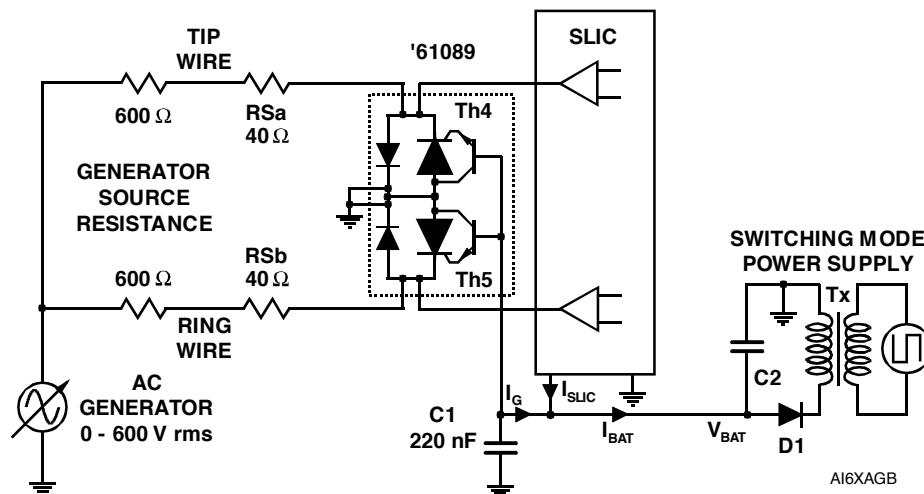 TIP
WIRE
600 Ω
RSa
40 Ω
'61089
Th4
SLIC
GENERATOR
SOURCE
RESISTANCE
RSb
40 Ω
600 Ω
RING
WIRE
Th5
AC
GENERATOR
0 - 600 V rms
C1
220 nF
IG
ISLIC
IBAT
VBAT
SWITCHING MODE
POWER SUPPLY
Tx
C2
D1
AI6XAGB